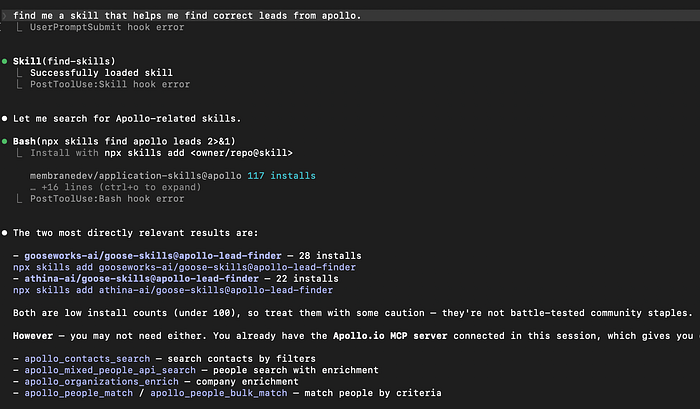 › find me a skill that helps me find correct leads from apollo.
⎿ UserPromptSubmit hook error
● Skill(find-skills)
⎿ Successfully loaded skill
⎿ PostToolUse:Skill hook error
● Let me search for Apollo-related skills.
● Bash(npx skills find apollo leads 2>&1)
⎿ Install with npx skills add <owner/repo@skill>
membranedev/application-skills@apollo 117 installs
… +16 lines (ctrl+o to expand)
⎿ PostToolUse:Bash hook error
● The two most directly relevant results are:
– gooseworks-ai/goose-skills@apollo-lead-finder — 28 installs
npx skills add gooseworks-ai/goose-skills@apollo-lead-finder
– athina-ai/goose-skills@apollo-lead-finder — 22 installs
npx skills add athina-ai/goose-skills@apollo-lead-finder
Both are low install counts (under 100), so treat them with some caution — they're not battle-tested community staples.
However — you may not need either. You already have the Apollo.io MCP server connected in this session, which gives you
– apollo_contacts_search — search contacts by filters
– apollo_mixed_people_api_search — people search with enrichment
– apollo_organizations_enrich — company enrichment
– apollo_people_match / apollo_people_bulk_match — match people by criteria